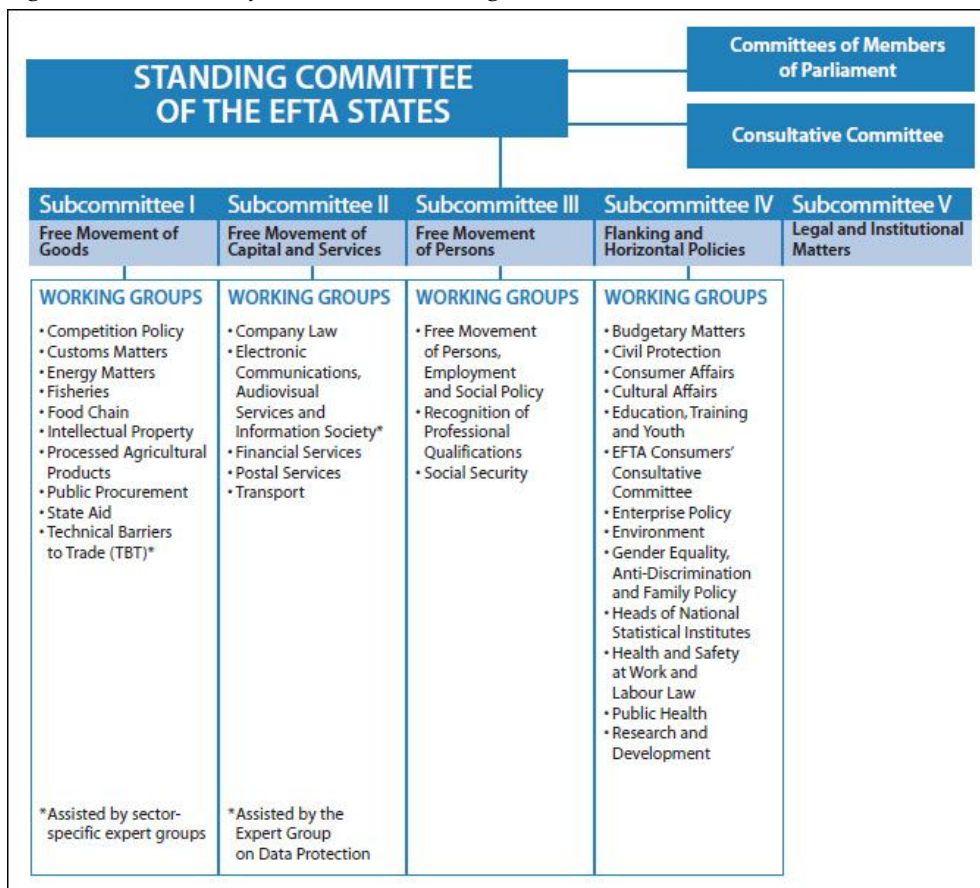 STANDING COMMITTEE
OF THE EFTA STATES
Committees of Members
of Parliament
Consultative Committee
Subcommittee I
Free Movement of
Goods
Subcommittee II
Free Movement of
Capital and Services
Subcommittee III
Free Movement
of Persons
Subcommittee IV
Flanking and
Horizontal Policies
Subcommittee V
Legal and Institutional
Matters
WORKING GROUPS
• Competition Policy
• Customs Matters
• Energy Matters
• Fisheries
• Food Chain
• Intellectual Property
• Processed Agricultural
Products
• Public Procurement
• State Aid
• Technical Barriers
to Trade (TBT)*
*Assisted by sector-
specific expert groups
WORKING GROUPS
• Company Law
• Electronic
Communications,
Audiovisual
Services and
Information Society*
• Financial Services
• Postal Services
• Transport
*Assisted by the
Expert Group
on Data Protection
WORKING GROUPS
• Free Movement
of Persons,
Employment
and Social Policy
• Recognition of
Professional
Qualifications
• Social Security
WORKING GROUPS
• Budgetary Matters
• Civil Protection
• Consumer Affairs
• Cultural Affairs
• Education, Training
and Youth
• EFTA Consumers'
Consultative
Committee
• Enterprise Policy
• Environment
• Gender Equality,
Anti-Discrimination
and Family Policy
• Heads of National
Statistical Institutes
• Health and Safety
at Work and
Labour Law
• Public Health
• Research and
Development